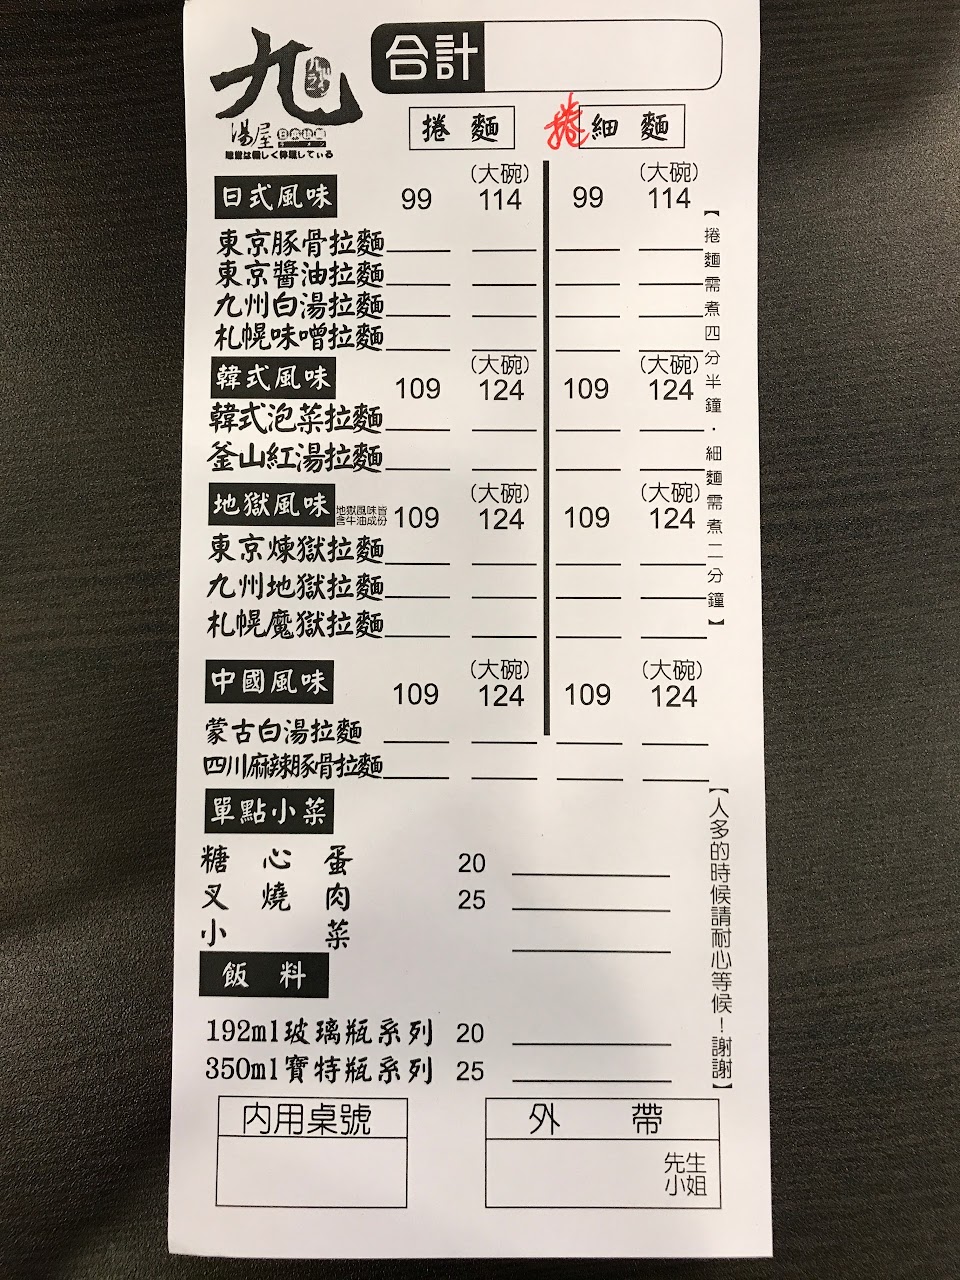 合計
九
湯屋
捲麵 捲 細麵
(大碗) (大碗)
日式風味 99 114 99 114
東京豚骨拉麵
東京醬油拉麵
九州白湯拉麵
札幌味噌拉麵
(大碗) (大碗)
韓式風味 109 124 109 124
韓式泡菜拉麵
釜山紅湯拉麵
(大碗) (大碗)
地獄風味 地獄風味皆 109 124 109 124
含牛油成份
東京煉獄拉麵
九州地獄拉麵
札幌魔獄拉麵
(大碗) (大碗)
中國風味 109 124 109 124
蒙古白湯拉麵
四川麻辣豚骨拉麵
【捲麵需煮四分半鐘．細麵需煮二分鐘】
單點小菜
糖心蛋 20
叉燒肉 25
小菜
飯料
192ml玻璃瓶系列 20
350ml寶特瓶系列 25
【人多的時候請耐心等候！謝謝】
內用桌號
外帶
先生
小姐